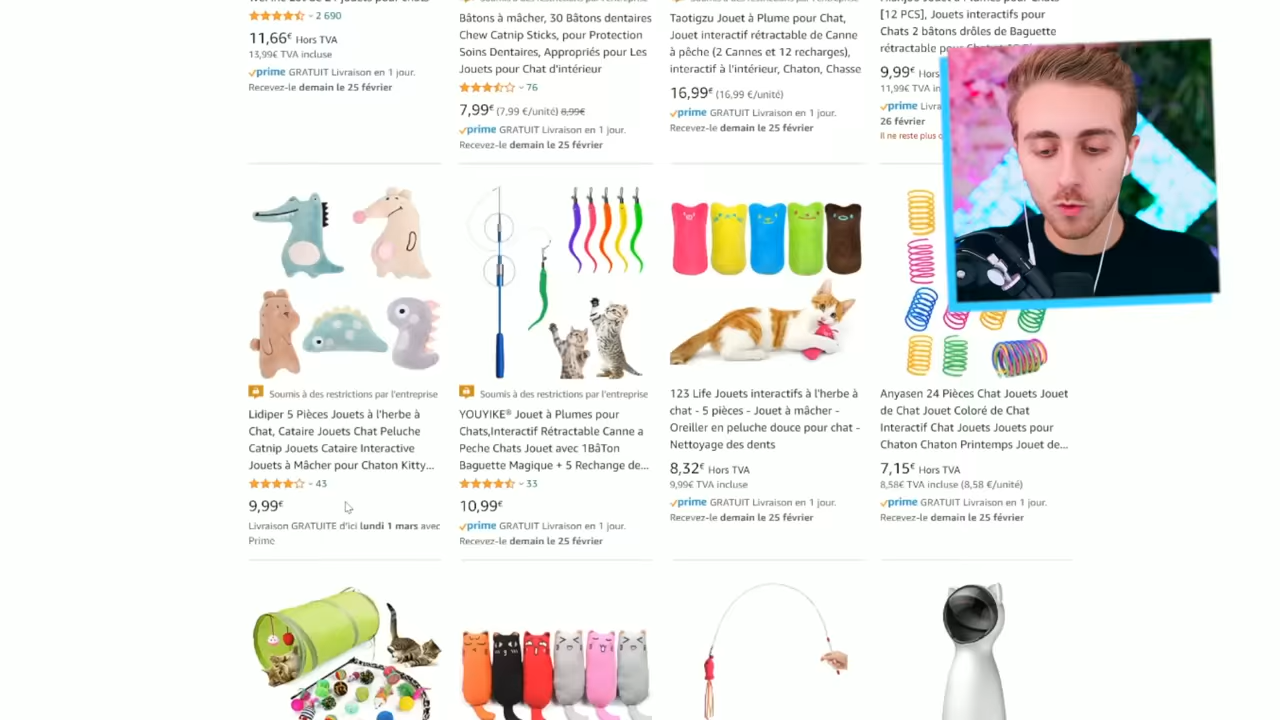 2 690
11,66€ Hors TVA
13,99€ TVA incluse
prime GRATUIT Livraison en 1 jour.
Recevez-le demain le 25 février
Bâtons à mâcher, 30 Bâtons dentaires
Chew Catnip Sticks, pour Protection
Soins Dentaires, Appropriés pour Les
Jouets pour Chat d'intérieur
76
7,99€ (7,99 €/unité) 8,99€
prime GRATUIT Livraison en 1 jour.
Recevez-le demain le 25 février
Taotigzu Jouet à Plume pour Chat,
Jouet interactif rétractable de Canne
à pêche (2 Cannes et 12 recharges),
interactif à l'intérieur, Chaton, Chasse
16,99€ (16,99 €/unité)
prime GRATUIT Livraison en 1 jour.
Recevez-le demain le 25 février
[12 PCS], Jouets interactifs pour
Chats 2 bâtons drôles de Baguette
rétractable pour
9,99€ Hors
11,99€ TVA in
prime Livra
26 février
Il ne reste plus
Soumis à des restrictions par l'entreprise
Lidiper 5 Pièces Jouets à l'herbe à
Chat, Cataire Jouets Chat Peluche
Catnip Jouets Cataire Interactive
Jouets à Mâcher pour Chaton Kitty...
43
9,99€
Livraison GRATUITE d'ici lundi 1 mars avec
Prime
Soumis à des restrictions par l'entreprise
YOUYIKE® Jouet à Plumes pour
Chats,Interactif Rétractable Canne a
Peche Chats Jouet avec 1BâTon
Baguette Magique + 5 Rechange de...
33
10,99€
prime GRATUIT Livraison en 1 jour.
Recevez-le demain le 25 février
123 Life Jouets interactifs à l'herbe à
chat - 5 pièces - Jouet à mâcher -
Oreiller en peluche douce pour chat -
Nettoyage des dents
8,32€ Hors TVA
9,99€ TVA incluse
prime GRATUIT Livraison en 1 jour.
Recevez-le demain le 25 février
Anyasen 24 Pièces Chat Jouets Jouet
de Chat Jouet Coloré de Chat
Interactif Chat Jouets Jouets pour
Chaton Chaton Printemps Jouet de...
7,15€ Hors TVA
8,58€ TVA incluse (8,58 €/unité)
prime GRATUIT Livraison en 1 jour.
Recevez-le demain le 25 février